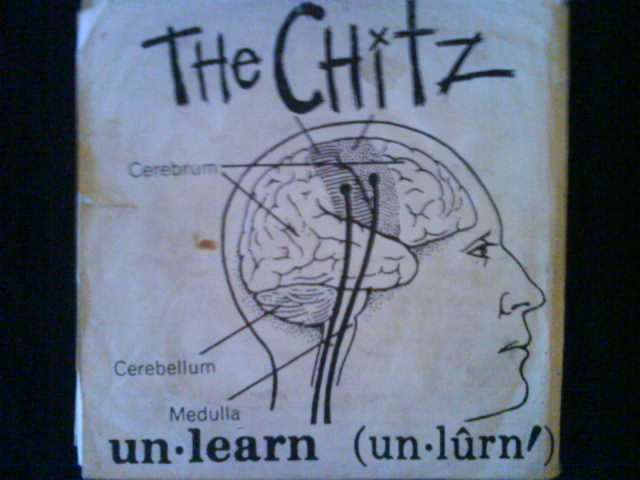 THE CHiTZ
Cerebrum
Cerebellum
Medulla
un·learn (un·lûrn′)